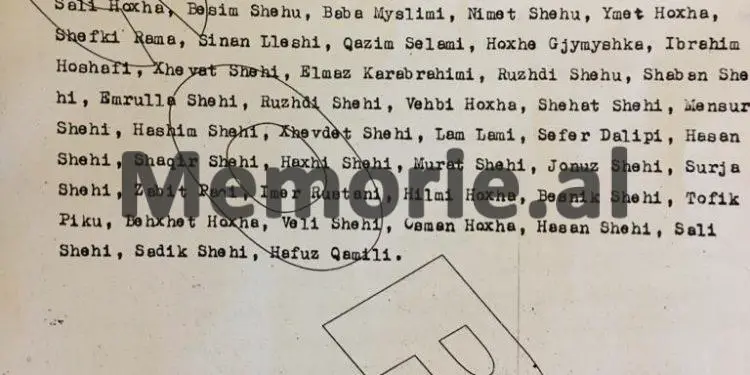 Sali Hoxha, Besim Shehu, Baba Myslimi, Nimet Shehu, Ymet Hoxha,
Shefki Rama, Sinan Lleshi, Qazim Selami, Hoxhe Gjymyshka, Ibrahim
Hoshafi, Xhevat Shehi, Elmaz Karabrahimi, Ruzhdi Shehu, Shaban She
hi, Emrulla Shehi, Ruzhdi Shehi, Vehbi Hoxha, Shehat Shehi, Mensur
Shehi, Hashim Shehi, Xhevdet Shehi, Lam Lami, Sefer Dalipi, Hasan
Shehi, Shaqir Shehi, Haxhi Shehi, Murat Shehi, Jonuz Shehi, Surja
Shehi, Zabit Imer Rustani, Hilmi Hoxha, Besnik Shehi, Tofik
Memorie.al
Piku, Behxhet Hoxha, Veli Shehi, Osman Hoxha, Hasan Shehi, Sali
Shehi, Sadik Shehi, Hafuz Qamili.